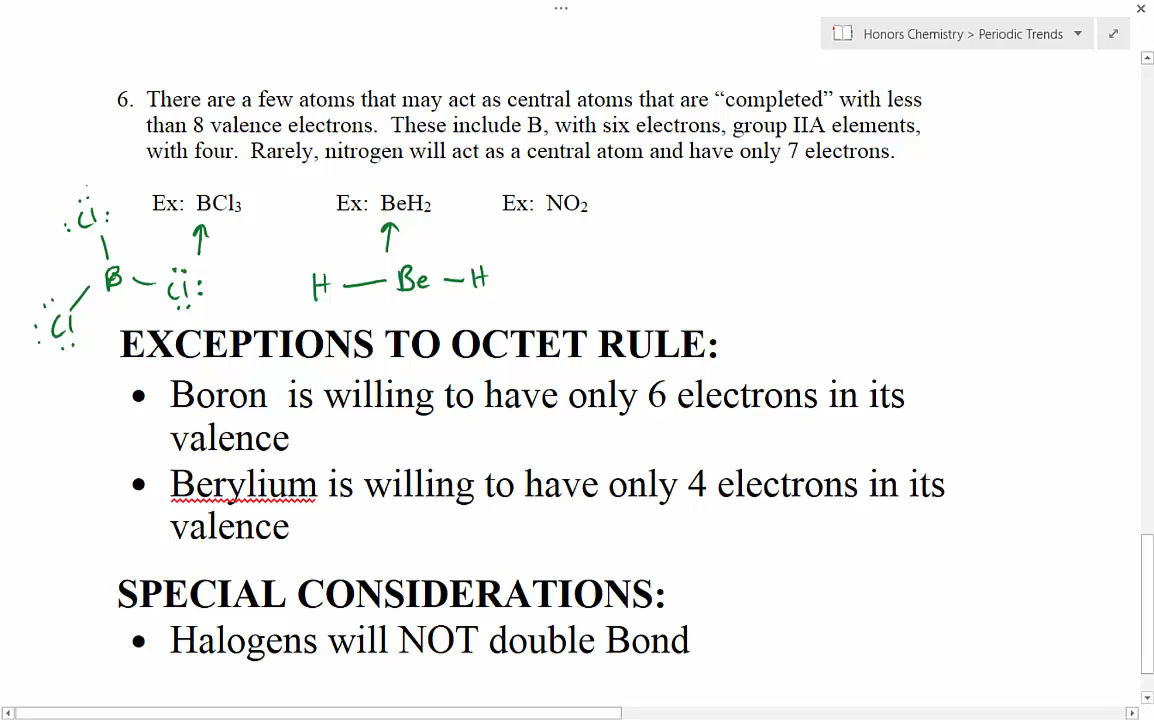 ...
Honors Chemistry > Periodic Trends
6. There are a few atoms that may act as central atoms that are “completed” with less
than 8 valence electrons. These include B, with six electrons, group IIA elements,
with four. Rarely, nitrogen will act as a central atom and have only 7 electrons.
Ex: BCl₃ Ex: BeH₂ Ex: NO₂
Cl
B — Cl
Cl
H — Be — H
EXCEPTIONS TO OCTET RULE:
• Boron is willing to have only 6 electrons in its
valence
• Berylium is willing to have only 4 electrons in its
valence
SPECIAL CONSIDERATIONS:
• Halogens will NOT double Bond